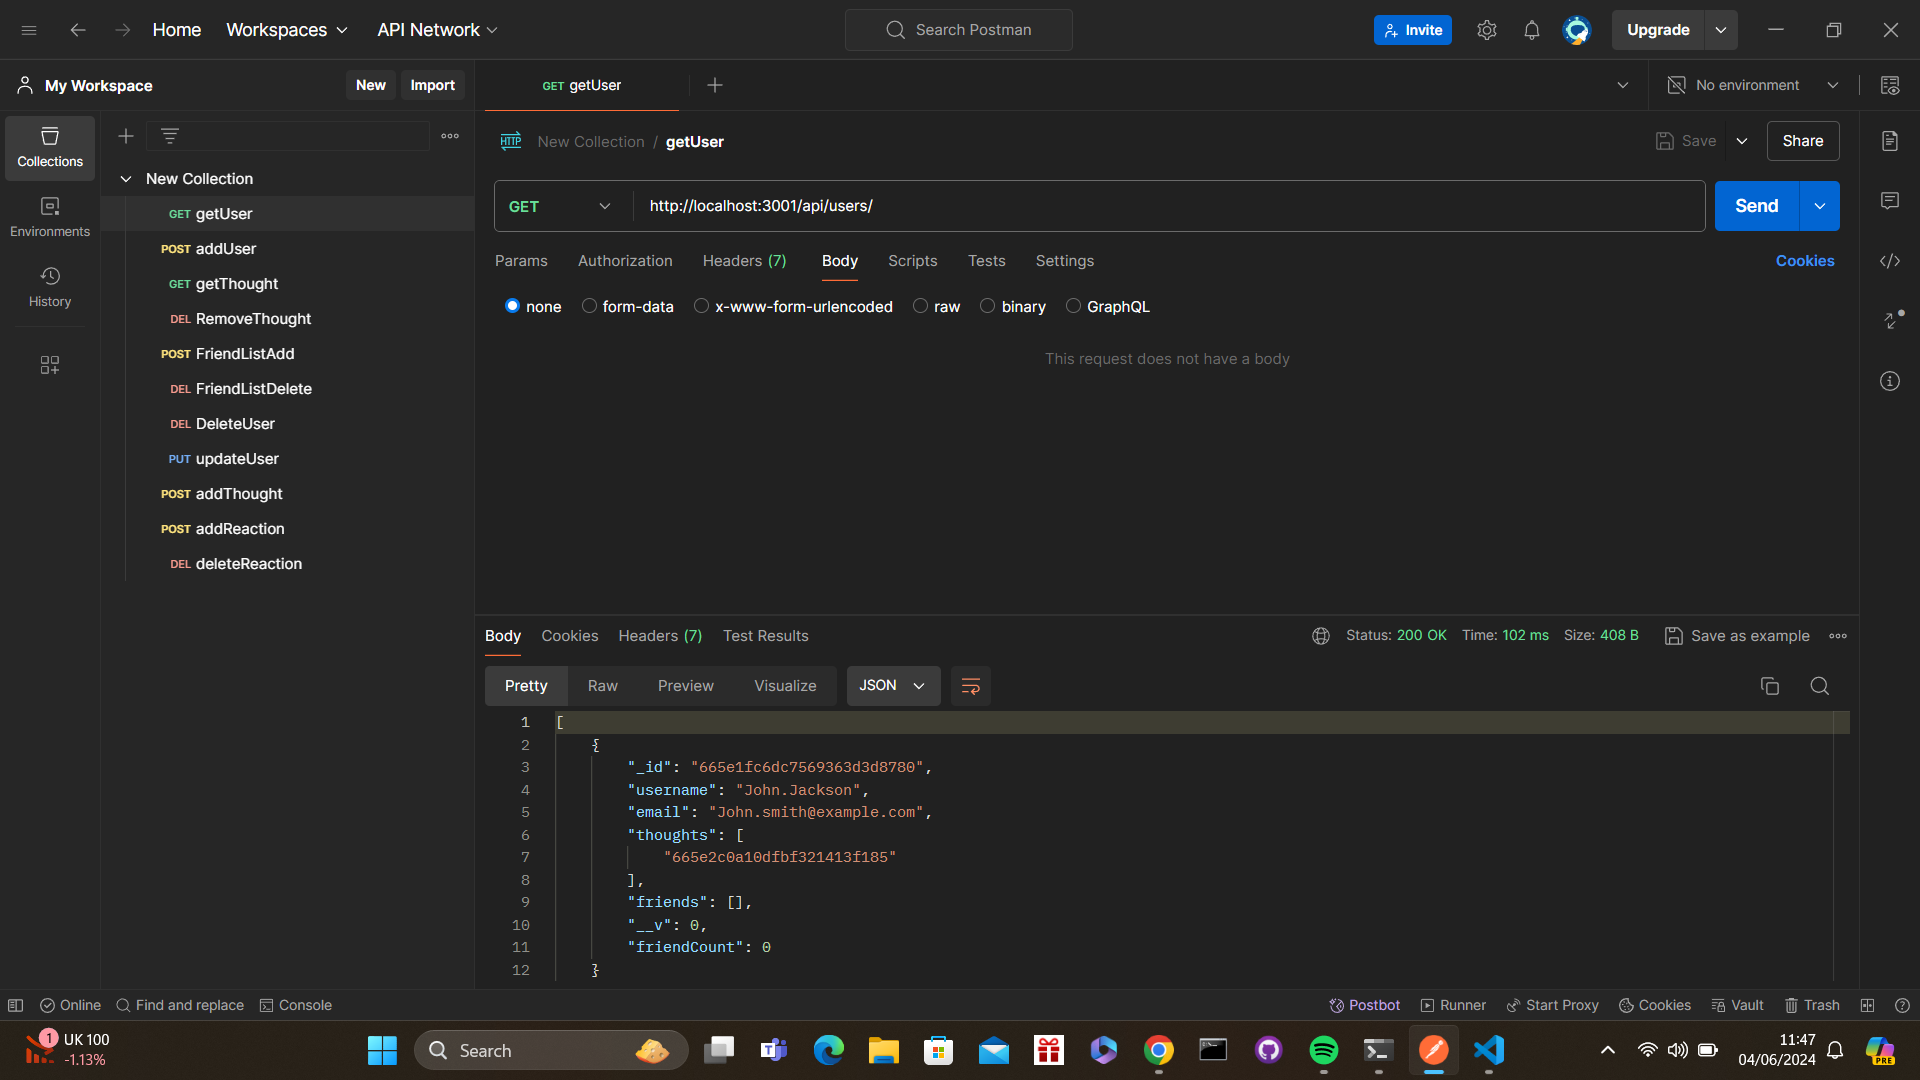 Home Workspaces API Network Search Postman Invite Upgrade
My Workspace New Import GET getUser No environment
Collections
Environments
History
New Collection
GET getUser
POST addUser
GET getThought
DEL RemoveThought
POST FriendListAdd
DEL FriendListDelete
DEL DeleteUser
PUT updateUser
POST addThought
POST addReaction
DEL deleteReaction
HTTP New Collection / getUser Save Share
GET http://localhost:3001/api/users/ Send
Params Authorization Headers (7) Body Scripts Tests Settings Cookies
none form-data x-www-form-urlencoded raw binary GraphQL
This request does not have a body
Body Cookies Headers (7) Test Results Status: 200 OK Time: 102 ms Size: 408 B Save as example
Pretty Raw Preview Visualize JSON
1 [
2 {
3 "_id": "665e1fc6dc7569363d3d8780",
4 "username": "John.Jackson",
5 "email": "John.smith@example.com",
6 "thoughts": [
7 "665e2c0a10dfbf321413f185"
8 ],
9 "friends": [],
10 "__v": 0,
11 "friendCount": 0
12 }
Online Find and replace Console Postbot Runner Start Proxy Cookies Vault Trash
1 UK 100
-1.13%
Search
11:47
04/06/2024
PRE